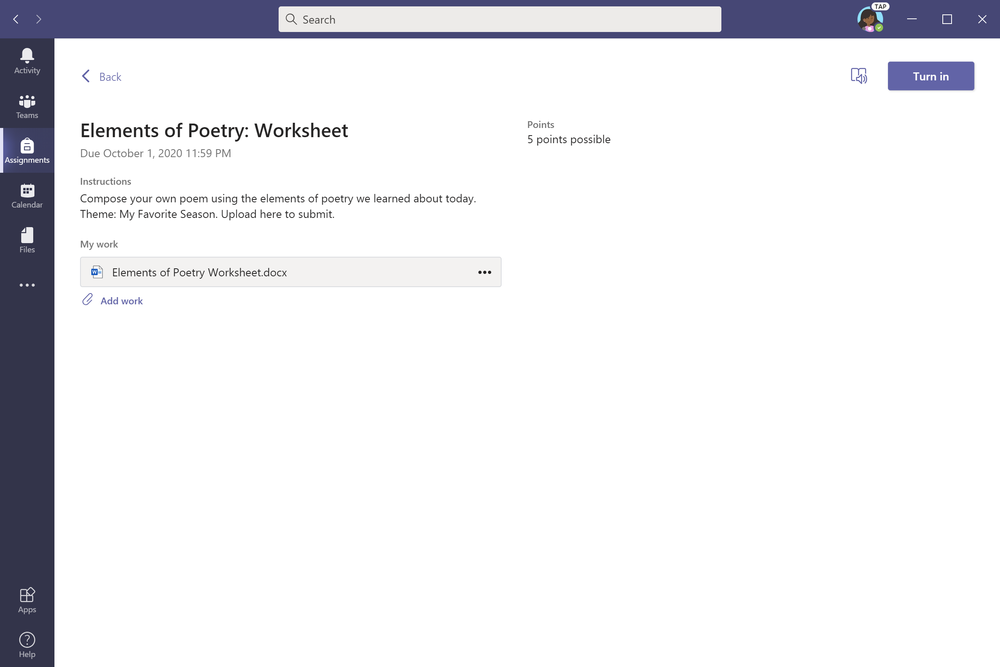 Search
TAP
Activity
Teams
Assignments
Calendar
Files
Apps
Help
Back
Turn in
Elements of Poetry: Worksheet
Due October 1, 2020 11:59 PM
Points
5 points possible
Instructions
Compose your own poem using the elements of poetry we learned about today.
Theme: My Favorite Season. Upload here to submit.
My work
W
Elements of Poetry Worksheet.docx
Add work